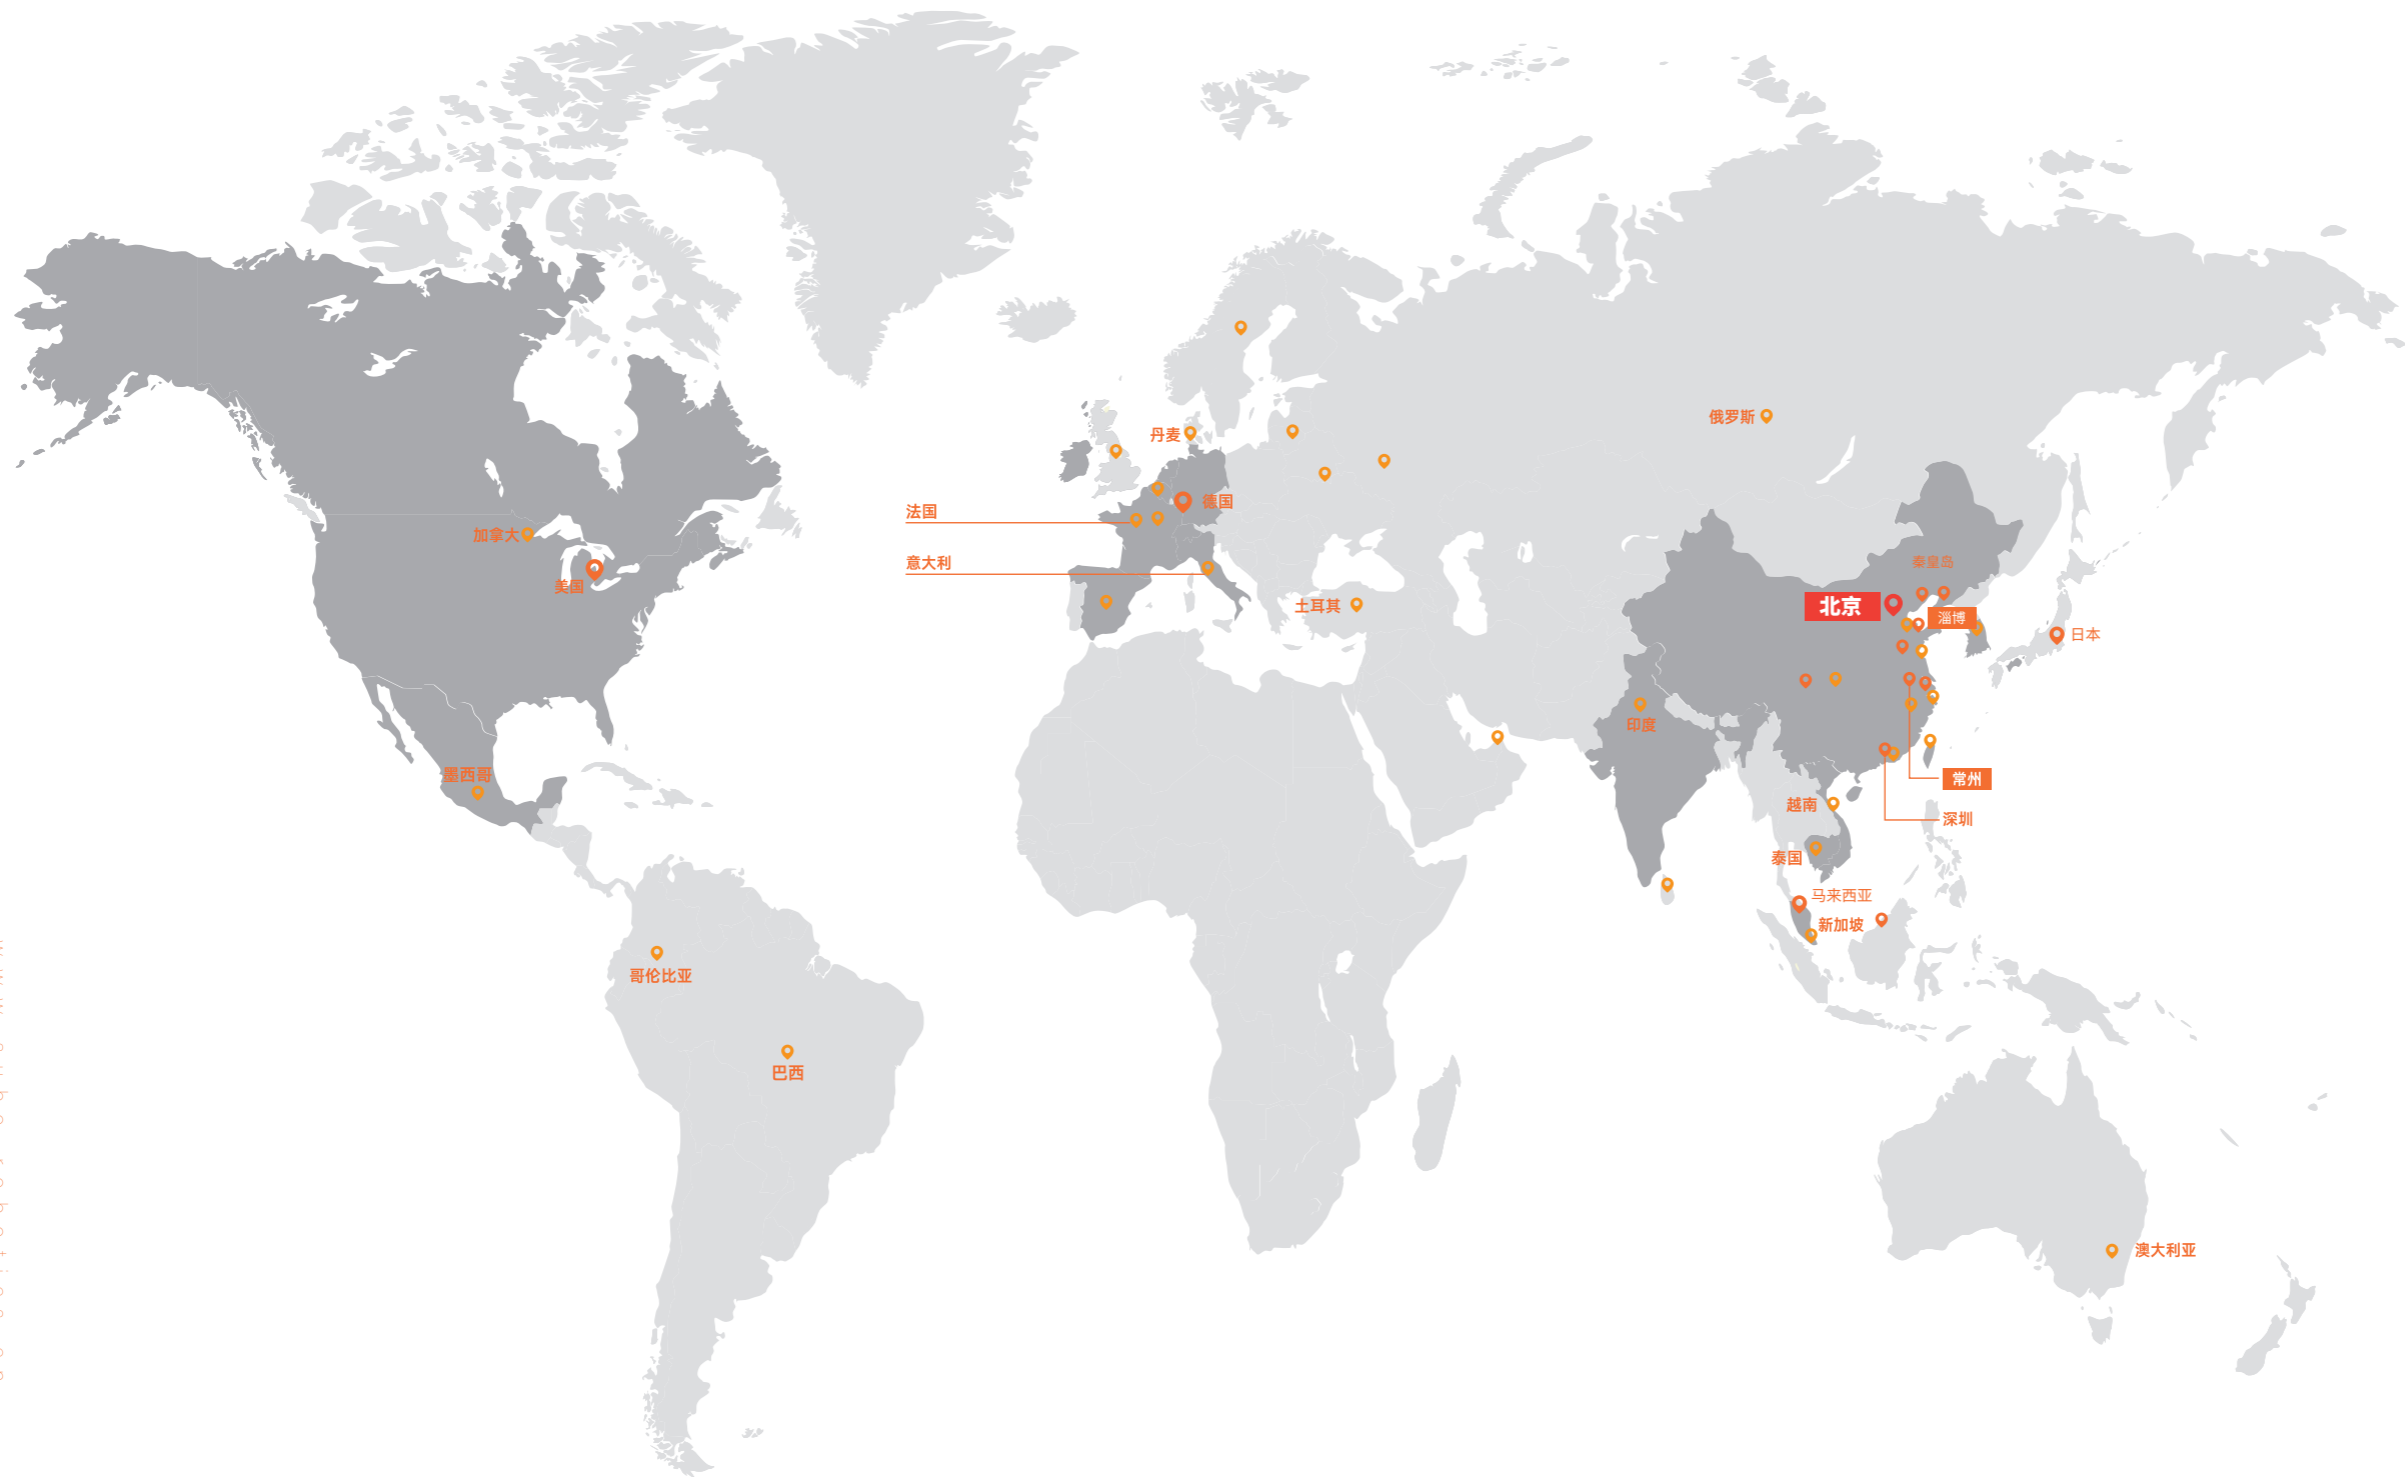 俄罗斯
丹麦
德国
法国
加拿大
意大利
秦皇岛
美国
北京
土耳其
淄博
日本
印度
墨西哥
常州
越南
深圳
泰国
马来西亚
新加坡
哥伦比亚
巴西
澳大利亚